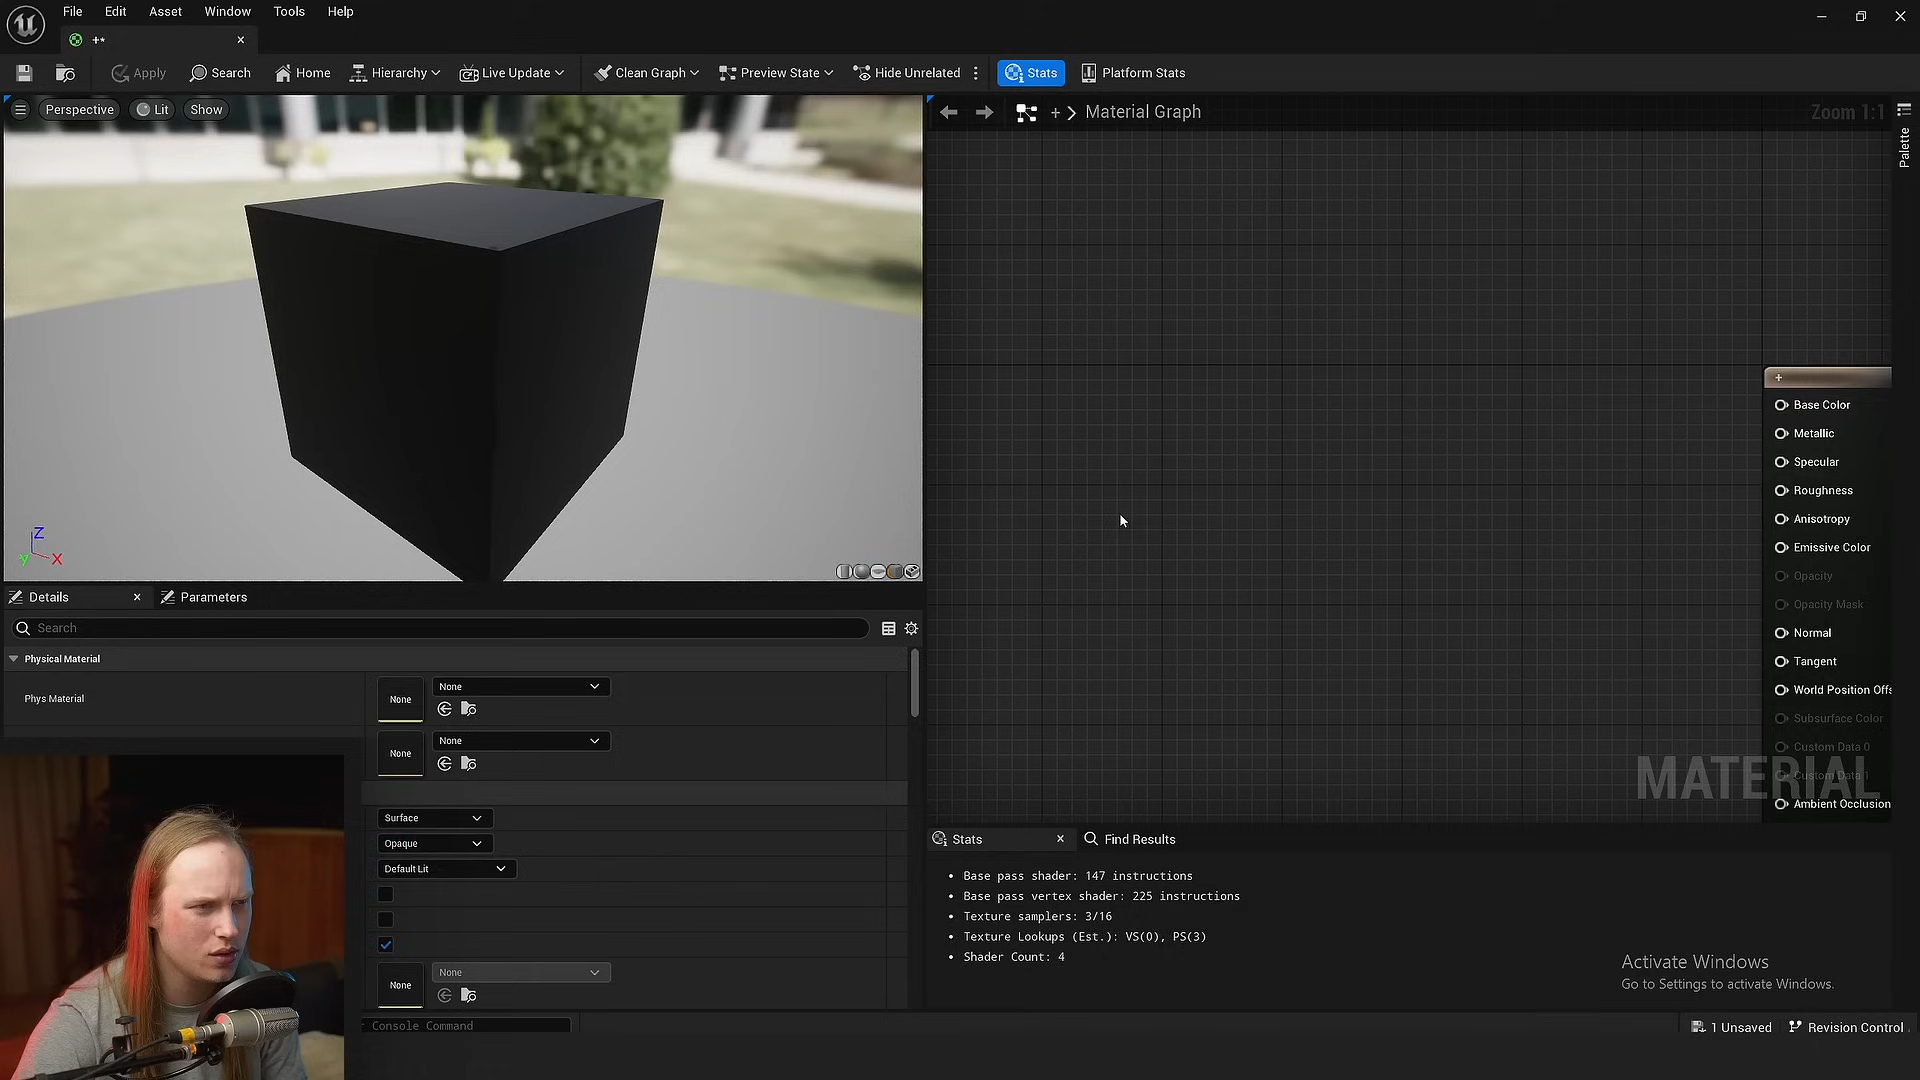 File Edit Asset Window Tools Help
+*
Apply Search Home Hierarchy Live Update Clean Graph Preview State Hide Unrelated Stats Platform Stats
Perspective Lit Show
+ > Material Graph
Zoom 1:1
Palette
+
Base Color
Metallic
Specular
Roughness
Anisotropy
Emissive Color
Opacity
Opacity Mask
Normal
Tangent
World Position Offs
Subsurface Color
Custom Data 0
Custom Data 1
Ambient Occlusion
MATERIAL
Z
Y X
Details Parameters
Search
Physical Material
Phys Material
None
None
None
None
Surface
Opaque
Default Lit
None
None
Console Command
Stats Find Results
• Base pass shader: 147 instructions
• Base pass vertex shader: 225 instructions
• Texture samplers: 3/16
• Texture Lookups (Est.): VS(0), PS(3)
• Shader Count: 4
Activate Windows
Go to Settings to activate Windows.
1 Unsaved Revision Control